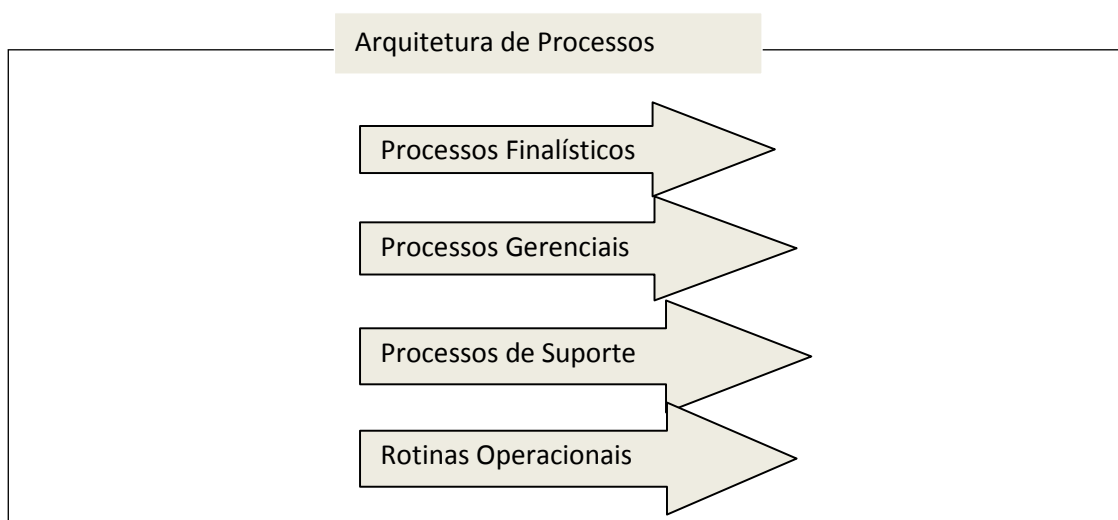 Arquitetura de Processos
Processos Finalísticos
Processos Gerenciais
Processos de Suporte
Rotinas Operacionais